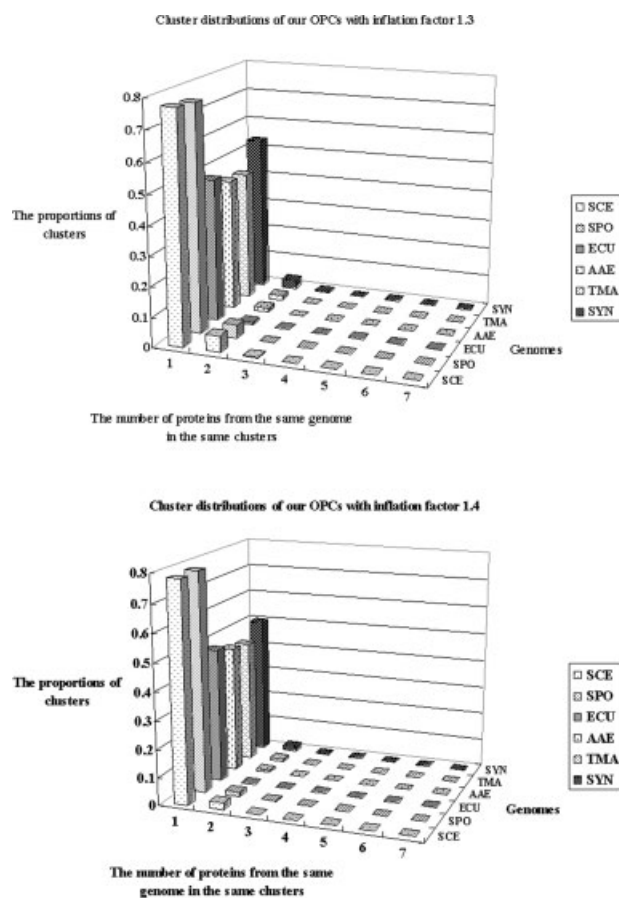 Cluster distributions of our OPCs with inflation factor 1.3
0.8
0.7
0.6
0.5
0.4
0.3
0.2
0.1
0
The proportions of
clusters
1
2
3
4
5
6
7
SYN
TMA
AAE
ECU
SPO
SCE
Genomes
The number of proteins from the same genome
in the same clusters
SCE
SPO
ECU
AAE
TMA
SYN
Cluster distributions of our OPCs with inflation factor 1.4
0.8
0.7
0.6
0.5
0.4
0.3
0.2
0.1
0
The proportions of
clusters
1
2
3
4
5
6
7
SYN
TMA
AAE
ECU
SPO
SCE
Genomes
The number of proteins from the same
genome in the same clusters
SCE
SPO
ECU
AAE
TMA
SYN